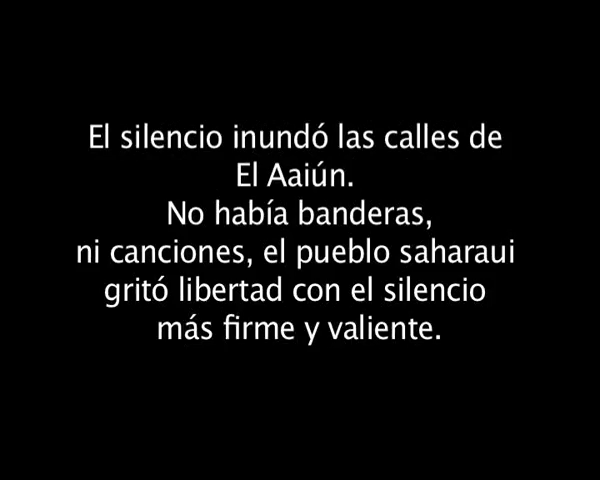 El silencio inundó las calles de
El Aaiún.
No había banderas,
ni canciones, el pueblo saharaui
gritó libertad con el silencio
más firme y valiente.